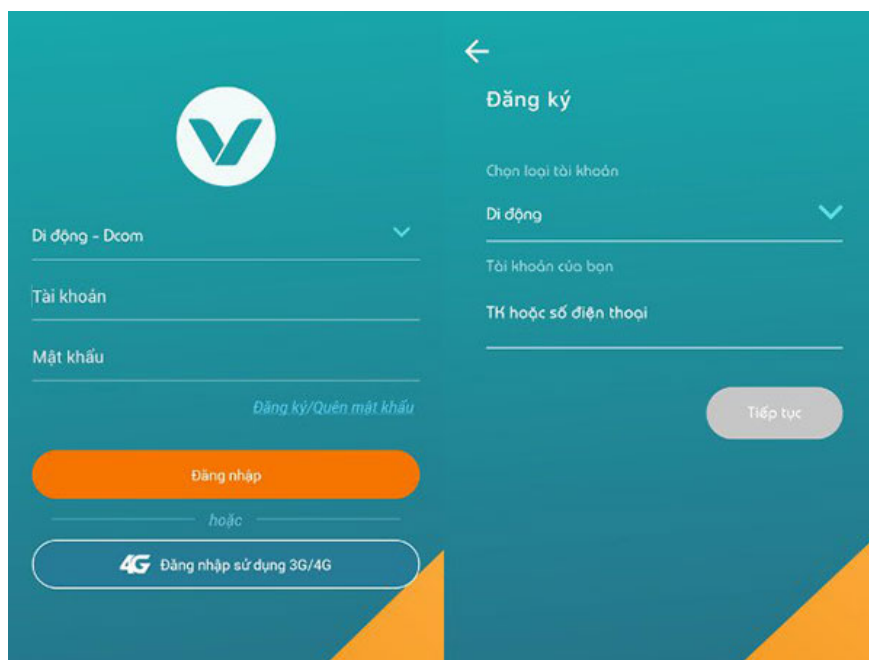 Di động - Dcom
Tài khoản
Mật khẩu
Đăng ký/Quên mật khẩu
Đăng nhập
hoặc
4G Đăng nhập sử dụng 3G/4G
Đăng ký
Chọn loại tài khoản
Di động
Tài khoản của bạn
TK hoặc số điện thoại
Tiếp tục